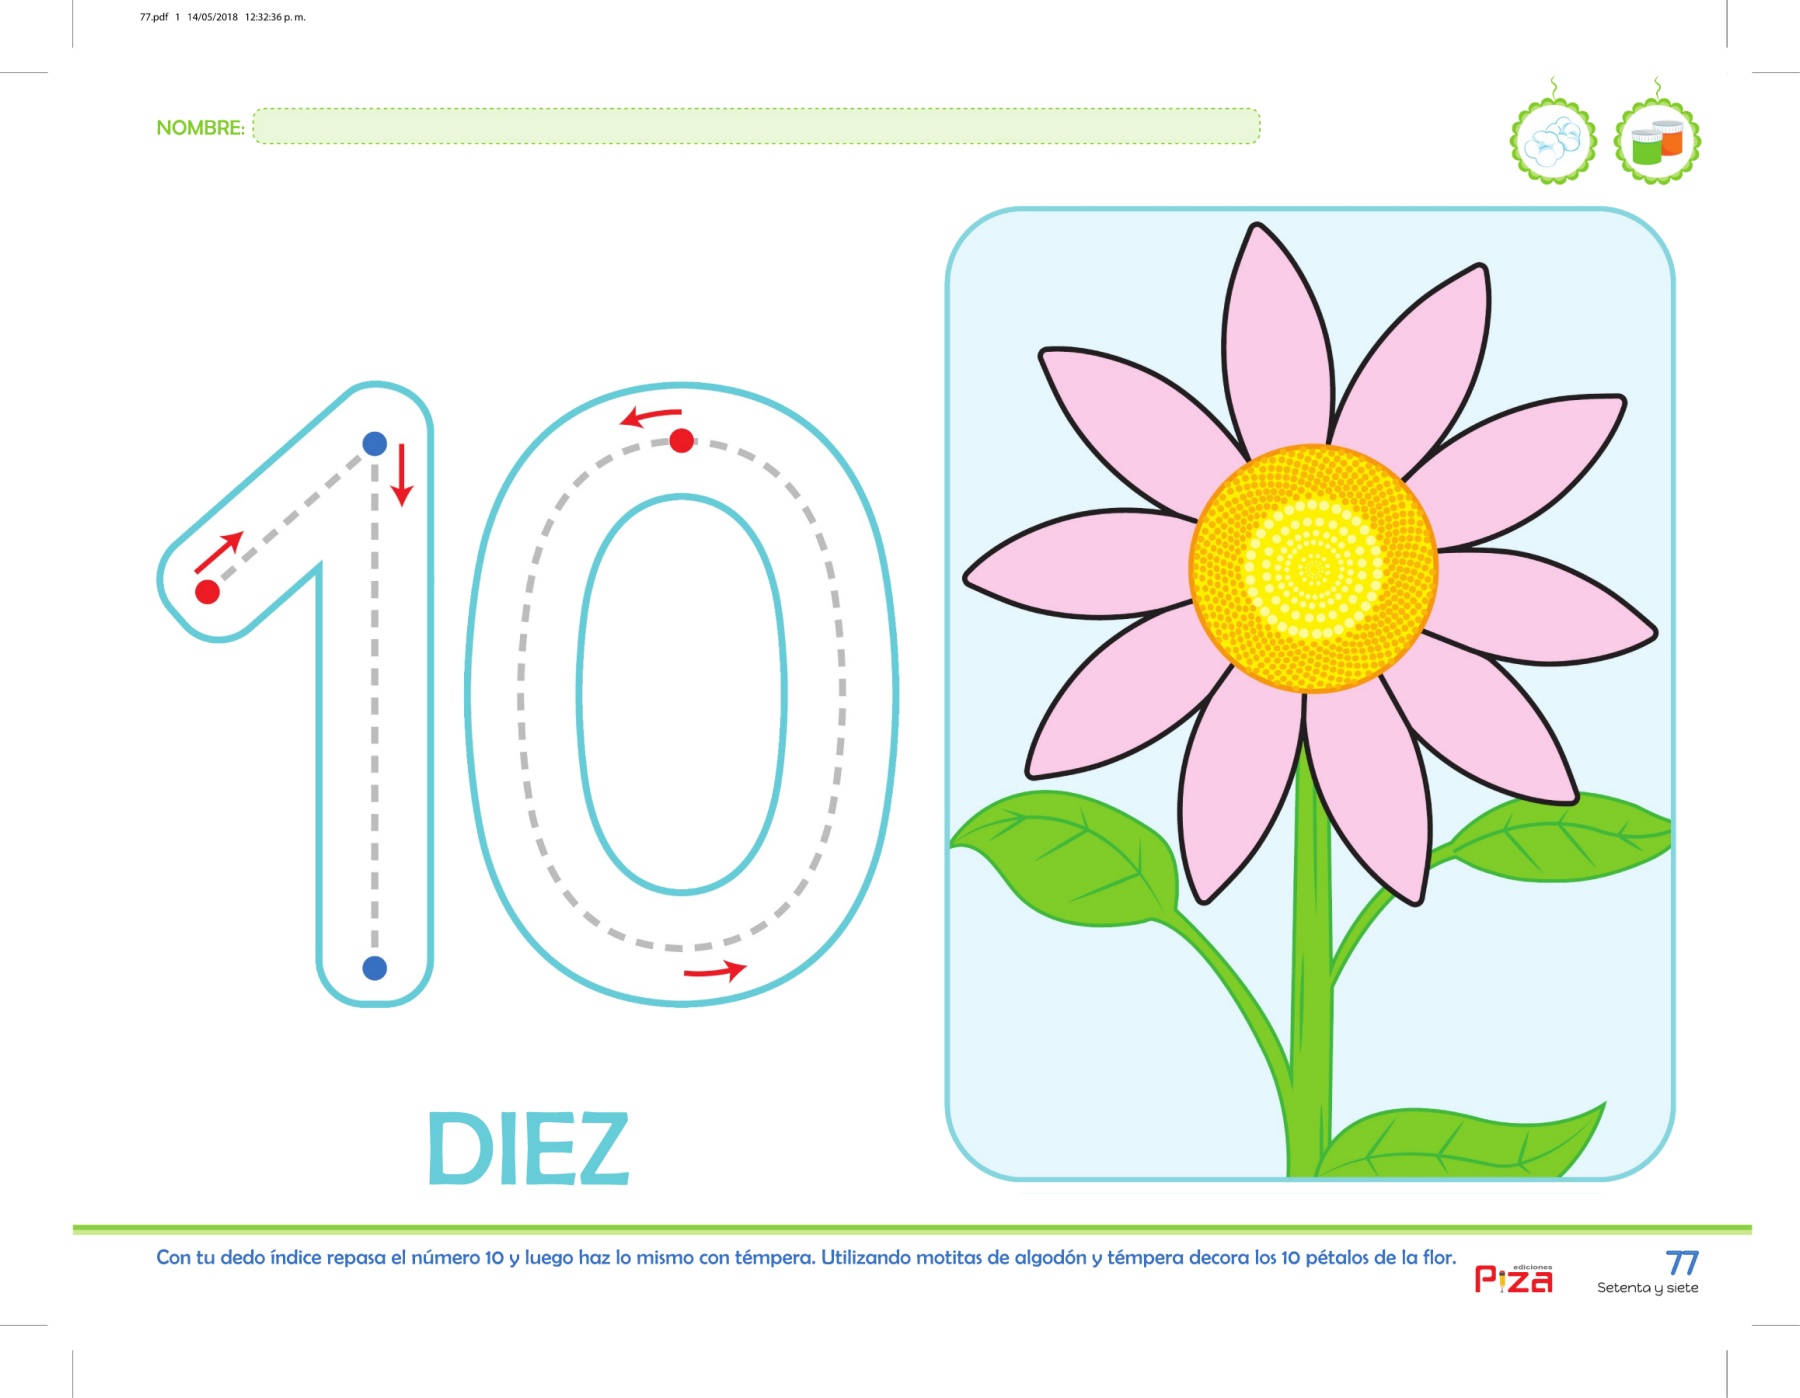 77.pdf 1 14/05/2018 12:32:36 p. m.
NOMBRE:
10
DIEZ
Con tu dedo índice repasa el número 10 y luego haz lo mismo con témpera. Utilizando motitas de algodón y témpera decora los 10 pétalos de la flor.
ediciones
Piza
77
Setenta y siete